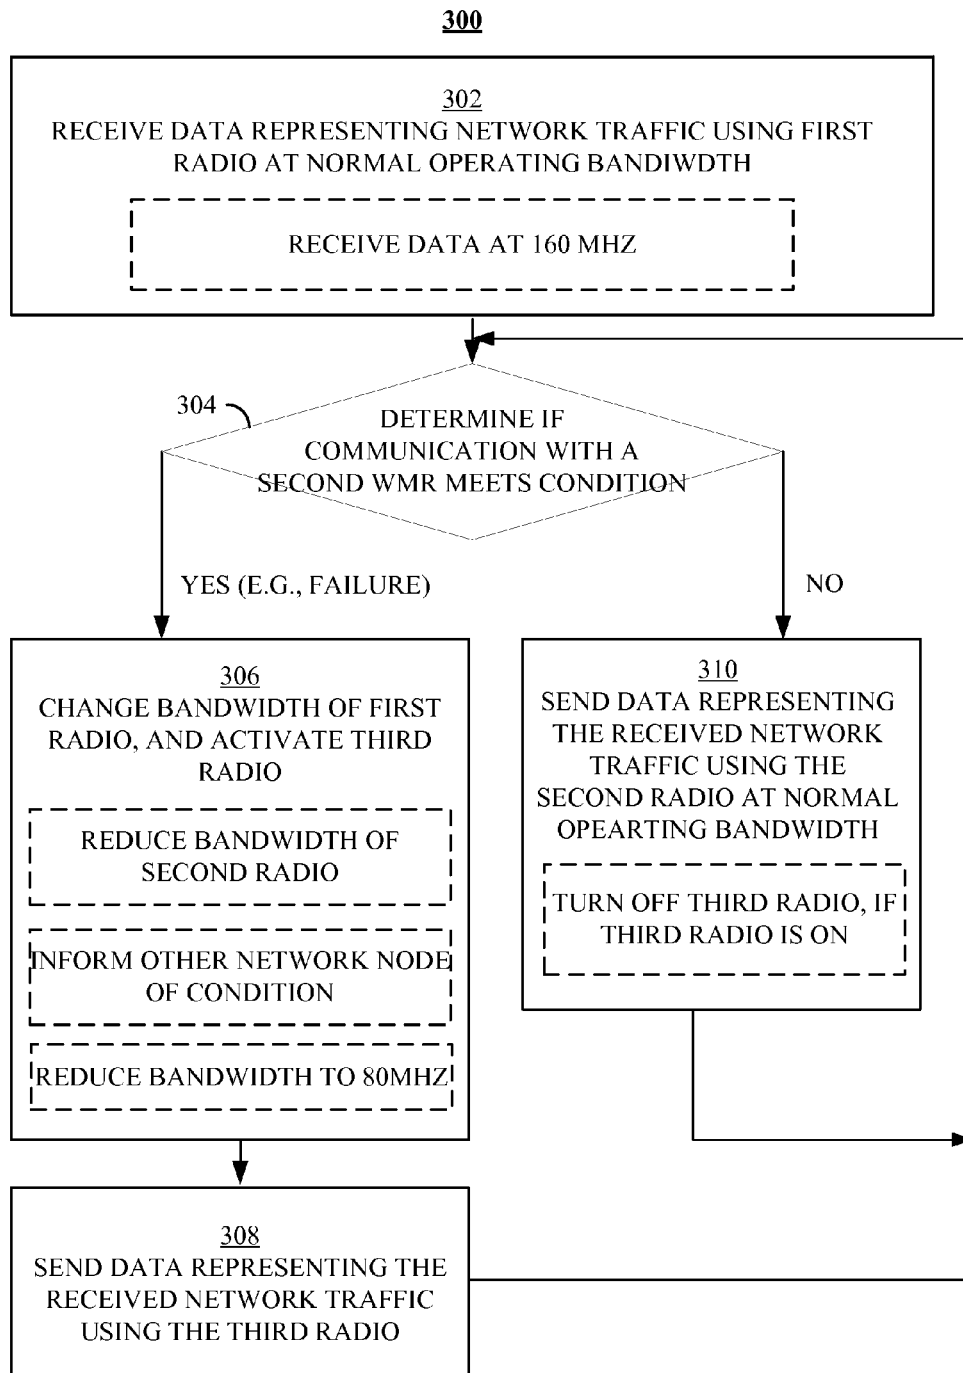 300
302
RECEIVE DATA REPRESENTING NETWORK TRAFFIC USING FIRST
RADIO AT NORMAL OPERATING BANDIWDTH
RECEIVE DATA AT 160 MHZ
304
DETERMINE IF
COMMUNICATION WITH A
SECOND WMR MEETS CONDITION
YES (E.G., FAILURE)
NO
306
CHANGE BANDWIDTH OF FIRST
RADIO, AND ACTIVATE THIRD
RADIO
REDUCE BANDWIDTH OF
SECOND RADIO
INFORM OTHER NETWORK NODE
OF CONDITION
REDUCE BANDWIDTH TO 80MHZ
310
SEND DATA REPRESENTING
THE RECEIVED NETWORK
TRAFFIC USING THE
SECOND RADIO AT NORMAL
OPEARTING BANDWIDTH
TURN OFF THIRD RADIO, IF
THIRD RADIO IS ON
308
SEND DATA REPRESENTING THE
RECEIVED NETWORK TRAFFIC
USING THE THIRD RADIO